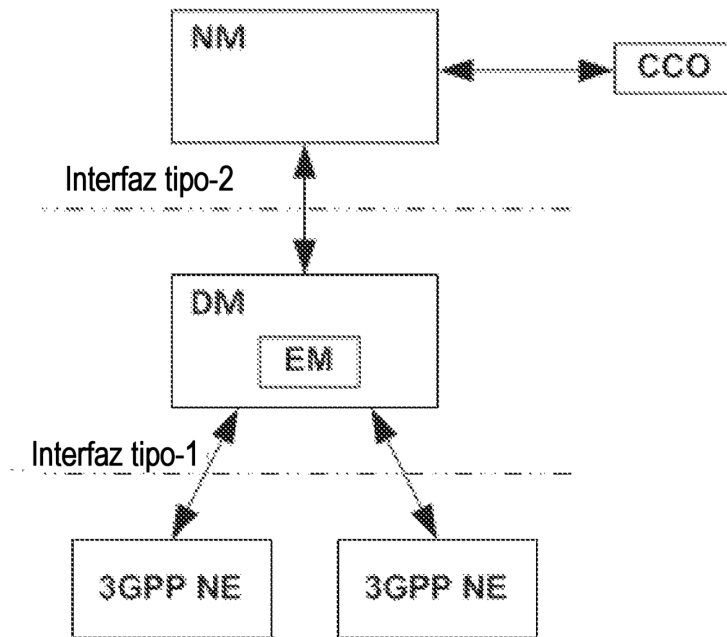 NM
CCO
Interfaz tipo-2
DM
EM
Interfaz tipo-1
3GPP NE
3GPP NE